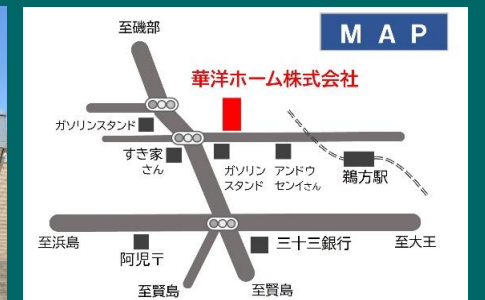 至磯部
MAP
華洋ホーム株式会社
ガソリンスタンド
すき家
さん
ガソリン
スタンド
アンドウ
センイさん
鵜方駅
至浜島
阿児〒
三十三銀行
至大王
至賢島
至賢島